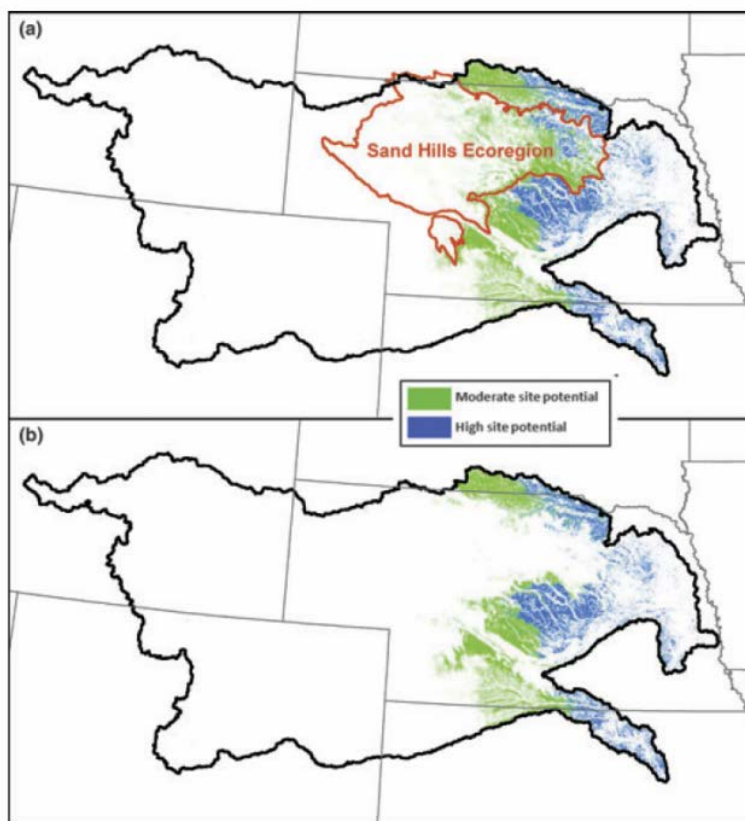 (a)
Sand Hills Ecoregion
Moderate site potential
High site potential
(b)